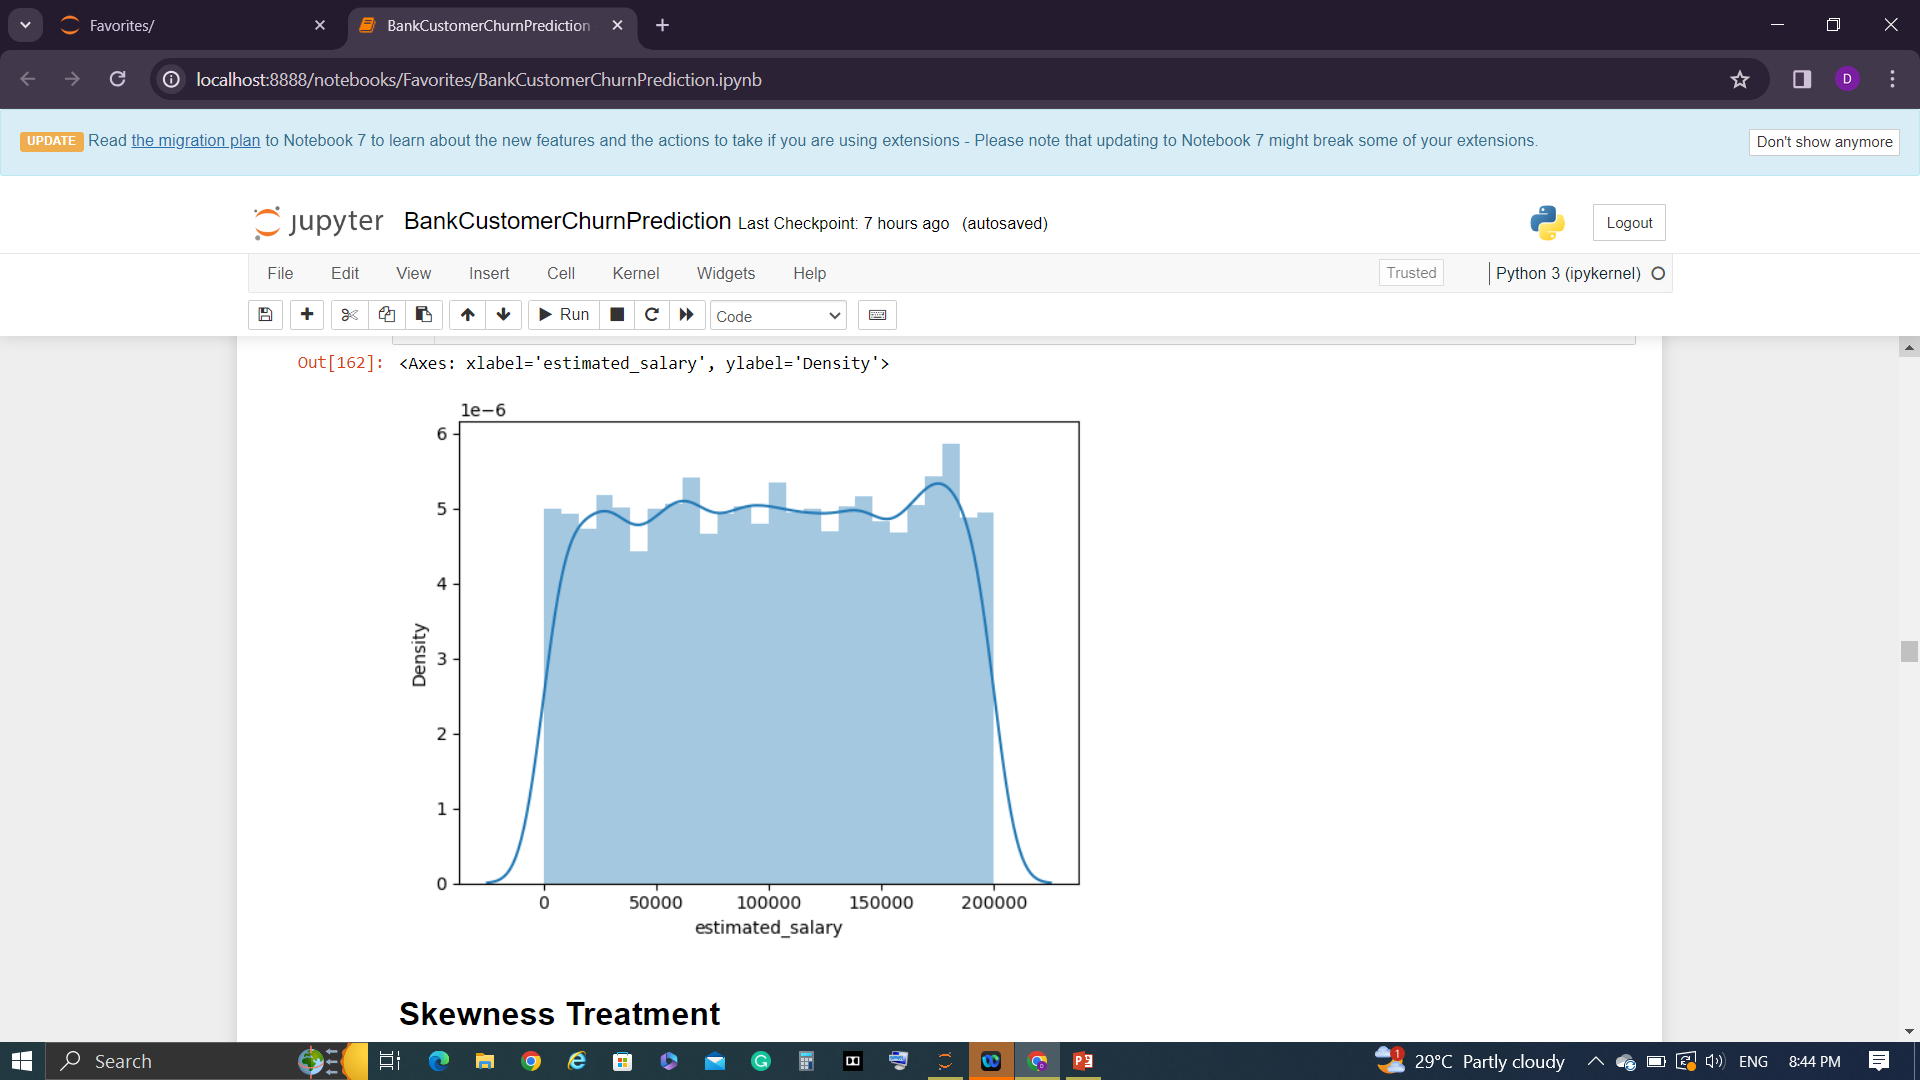 Favorites/
BankCustomerChurnPrediction
localhost:8888/notebooks/Favorites/BankCustomerChurnPrediction.ipynb
D
UPDATE Read the migration plan to Notebook 7 to learn about the new features and the actions to take if you are using extensions - Please note that updating to Notebook 7 might break some of your extensions.
Don't show anymore
jupyter BankCustomerChurnPrediction Last Checkpoint: 7 hours ago (autosaved)
Logout
File Edit View Insert Cell Kernel Widgets Help
Trusted
Python 3 (ipykernel)
Run
Code
Out[162]: <Axes: xlabel='estimated_salary', ylabel='Density'>
1e−6
6
5
4
3
2
1
0
Density
0 50000 100000 150000 200000
estimated_salary
Skewness Treatment
Search
1
29°C Partly cloudy
ENG
8:44 PM